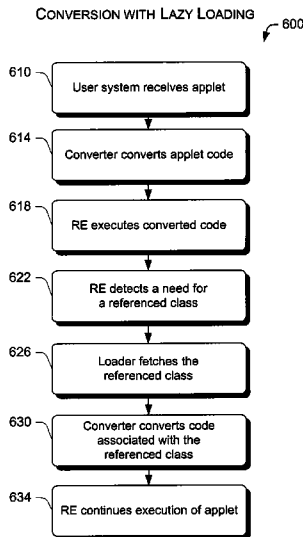 CONVERSION WITH LAZY LOADING
600
610
User system receives applet
614
Converter converts applet code
618
RE executes converted code
622
RE detects a need for
a referenced class
626
Loader fetches the
referenced class
630
Converter converts code
associated with the
referenced class
634
RE continues execution of applet